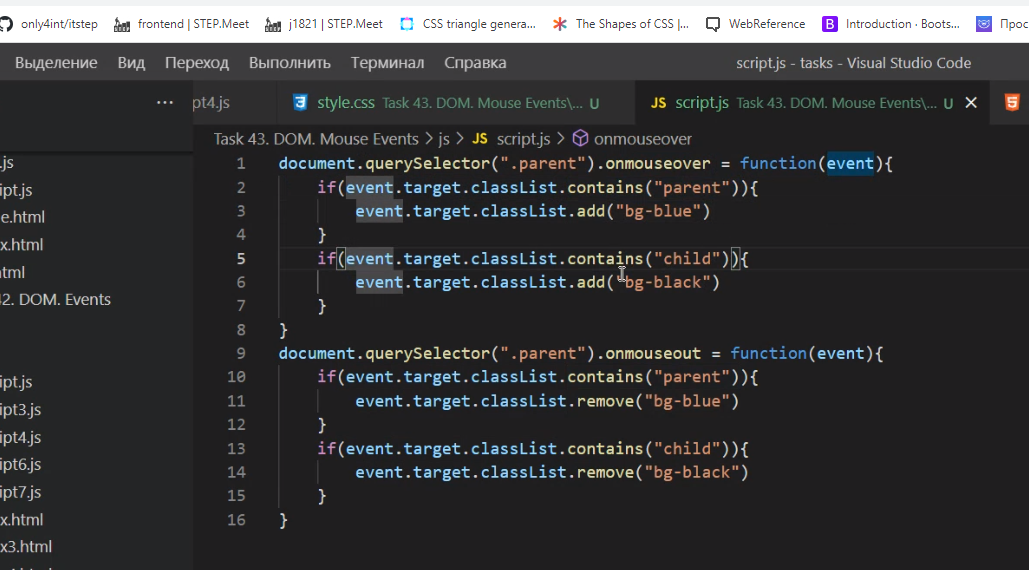 only4int/itstep frontend | STEP.Meet j1821 | STEP.Meet CSS triangle genera... The Shapes of CSS |... WebReference B Introduction · Boots... Прос
Выделение Вид Переход Выполнить Терминал Справка script.js - tasks - Visual Studio Code
... pt4.js style.css Task 43. DOM. Mouse Events\... U JS script.js Task 43. DOM. Mouse Events\... U
Task 43. DOM. Mouse Events > js > JS script.js > onmouseover
.js
ipt.js
e.html
x.html
tml
2. DOM. Events
ipt.js
ipt3.js
ipt4.js
ipt6.js
ipt7.js
x.html
x3.html
1 document.querySelector(".parent").onmouseover = function(event){
2 if(event.target.classList.contains("parent")){
3 event.target.classList.add("bg-blue")
4 }
5 if(event.target.classList.contains("child")){
6 event.target.classList.add("bg-black")
7 }
8 }
9 document.querySelector(".parent").onmouseout = function(event){
10 if(event.target.classList.contains("parent")){
11 event.target.classList.remove("bg-blue")
12 }
13 if(event.target.classList.contains("child")){
14 event.target.classList.remove("bg-black")
15 }
16 }